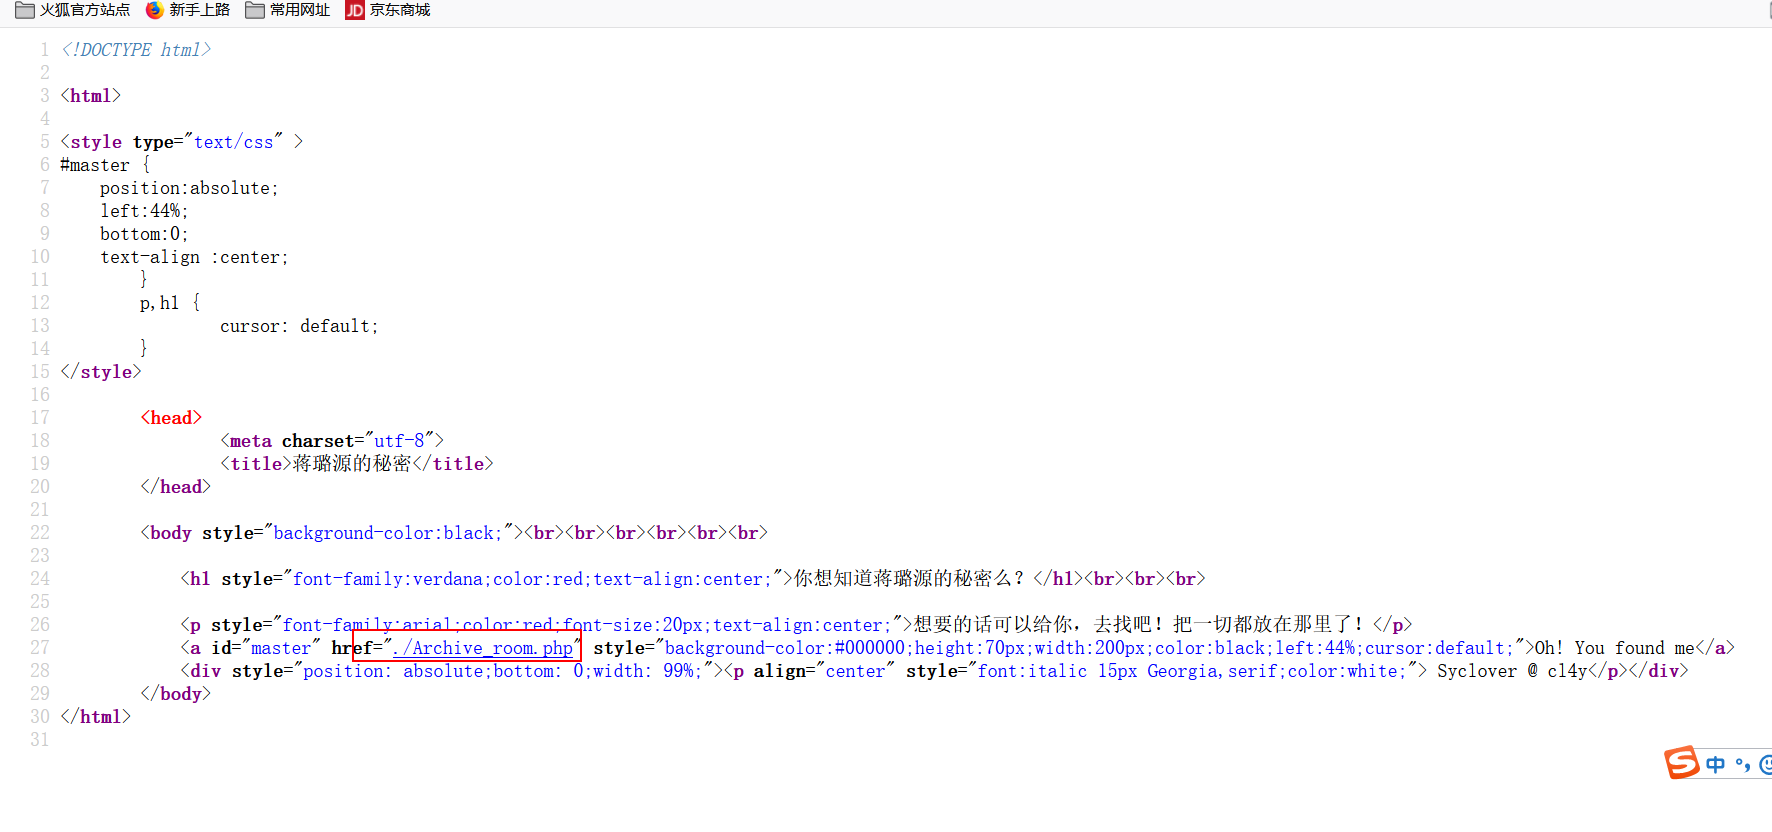 火狐官方站点 新手上路 常用网址 JD 京东商城
1 <!DOCTYPE html>
2
3 <html>
4
5 <style type="text/css" >
6 #master {
7 position:absolute;
8 left:44%;
9 bottom:0;
10 text-align :center;
11 }
12 p,h1 {
13 cursor: default;
14 }
15 </style>
16
17 <head>
18 <meta charset="utf-8">
19 <title>蒋璐源的秘密</title>
20 </head>
21
22 <body style="background-color:black;"><br><br><br><br><br><br>
23
24 <h1 style="font-family:verdana;color:red;text-align:center;">你想知道蒋璐源的秘密么？</h1><br><br><br>
25
26 <p style="font-family:arial;color:red;font-size:20px;text-align:center;">想要的话可以给你，去找吧！把一切都放在那里了！</p>
27 <a id="master" href="./Archive_room.php" style="background-color:#000000;height:70px;width:200px;color:black;left:44%;cursor:default;">Oh! You found me</a>
28 <div style="position: absolute;bottom: 0;width: 99%;"><p align="center" style="font:italic 15px Georgia,serif;color:white;"> Syclover @ cl4y</p></div>
29 </body>
30 </html>
31
S 中 °,